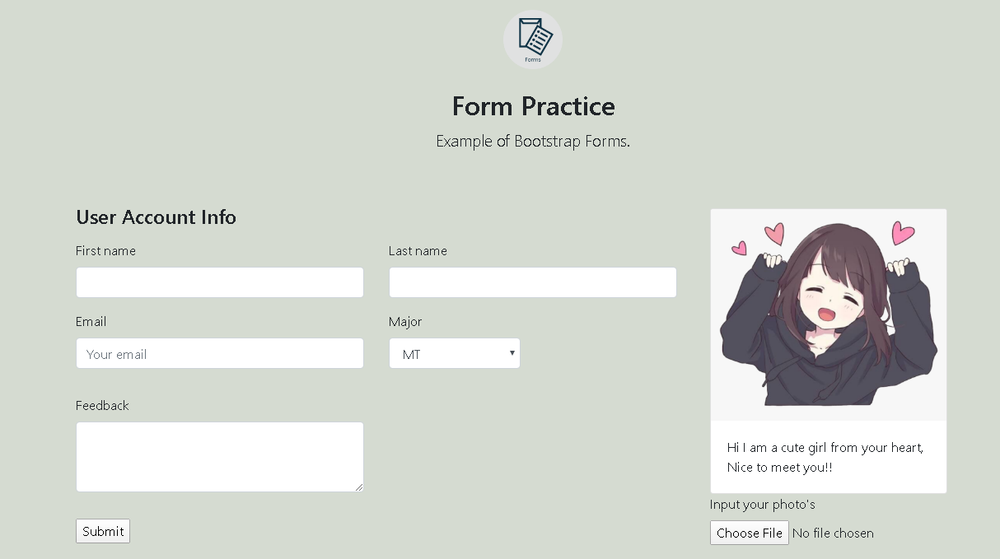 Forms
Form Practice
Example of Bootstrap Forms.
User Account Info
First name
Last name
Email
Your email
Major
MT
Feedback
Submit
Hi I am a cute girl from your heart,
Nice to meet you!!
Input your photo's
Choose File No file chosen